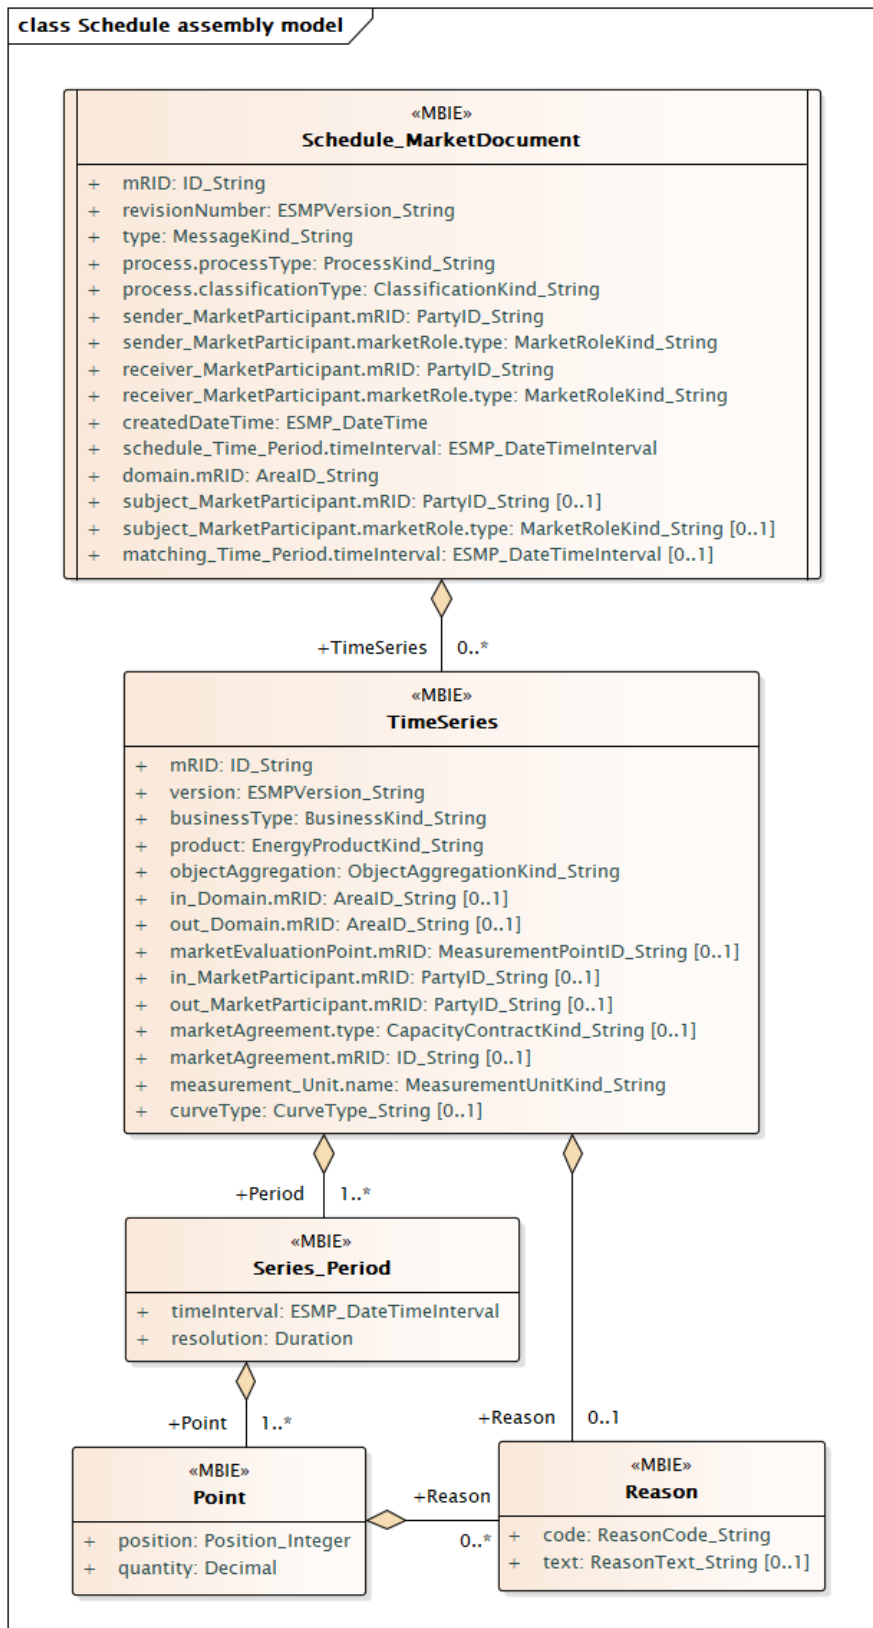 class Schedule assembly model
«MBIE»
Schedule_MarketDocument
+ mRID: ID_String
+ revisionNumber: ESMPVersion_String
+ type: MessageKind_String
+ process.processType: ProcessKind_String
+ process.classificationType: ClassificationKind_String
+ sender_MarketParticipant.mRID: PartyID_String
+ sender_MarketParticipant.marketRole.type: MarketRoleKind_String
+ receiver_MarketParticipant.mRID: PartyID_String
+ receiver_MarketParticipant.marketRole.type: MarketRoleKind_String
+ createdDateTime: ESMP_DateTime
+ schedule_Time_Period.timeInterval: ESMP_DateTimeInterval
+ domain.mRID: AreaID_String
+ subject_MarketParticipant.mRID: PartyID_String [0..1]
+ subject_MarketParticipant.marketRole.type: MarketRoleKind_String [0..1]
+ matching_Time_Period.timeInterval: ESMP_DateTimeInterval [0..1]
+TimeSeries 0..*
«MBIE»
TimeSeries
+ mRID: ID_String
+ version: ESMPVersion_String
+ businessType: BusinessKind_String
+ product: EnergyProductKind_String
+ objectAggregation: ObjectAggregationKind_String
+ in_Domain.mRID: AreaID_String [0..1]
+ out_Domain.mRID: AreaID_String [0..1]
+ marketEvaluationPoint.mRID: MeasurementPointID_String [0..1]
+ in_MarketParticipant.mRID: PartyID_String [0..1]
+ out_MarketParticipant.mRID: PartyID_String [0..1]
+ marketAgreement.type: CapacityContractKind_String [0..1]
+ marketAgreement.mRID: ID_String [0..1]
+ measurement_Unit.name: MeasurementUnitKind_String
+ curveType: CurveType_String [0..1]
+Period 1..*
«MBIE»
Series_Period
+ timeInterval: ESMP_DateTimeInterval
+ resolution: Duration
+Point 1..*
+Reason 0..1
«MBIE»
Point
+ position: Position_Integer
+ quantity: Decimal
+Reason
0..*
«MBIE»
Reason
+ code: ReasonCode_String
+ text: ReasonText_String [0..1]